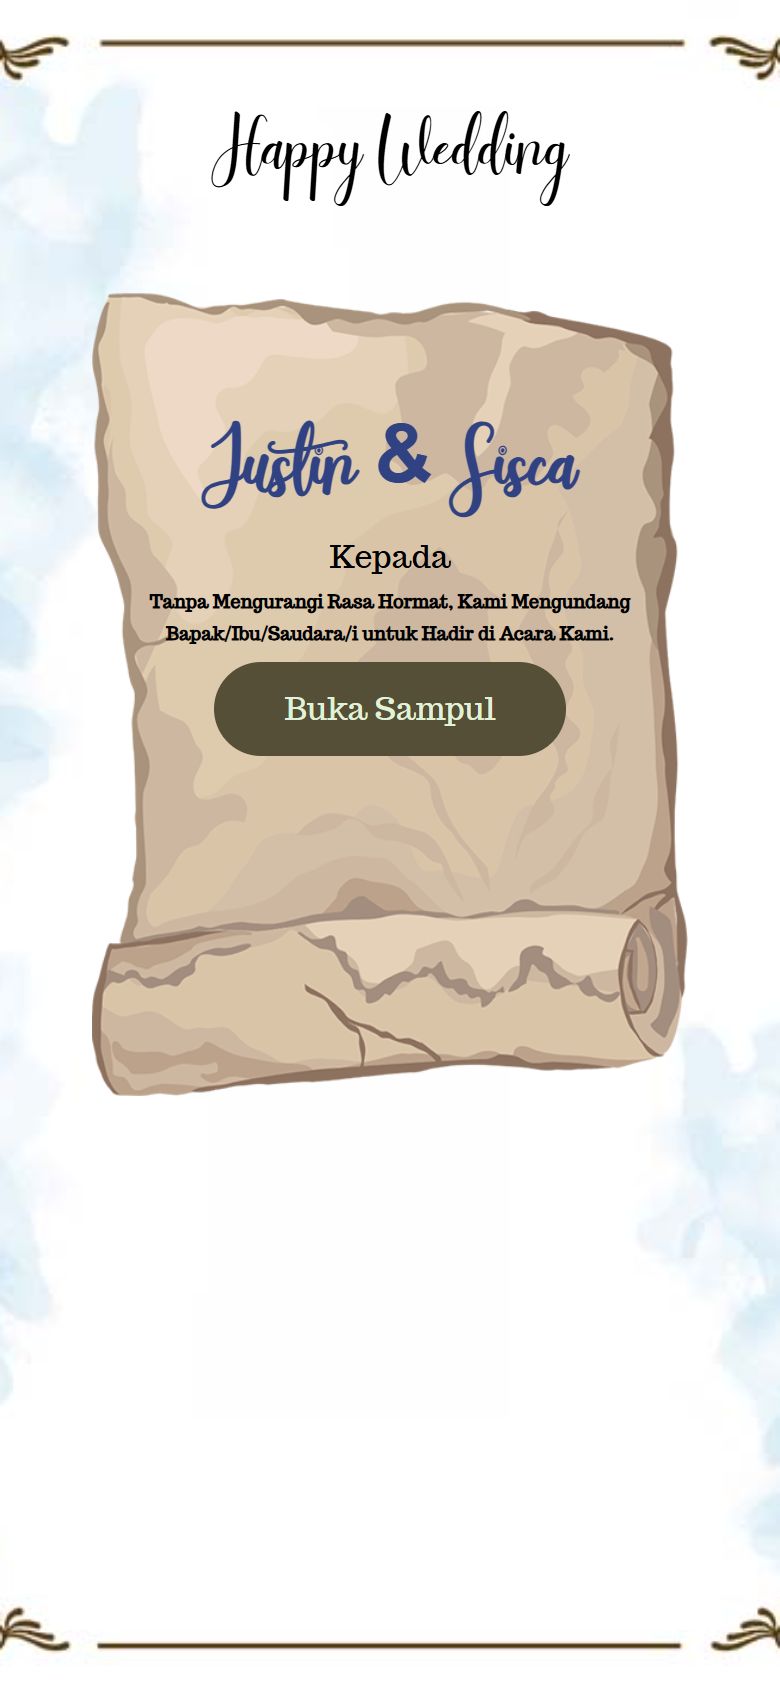 Happy Wedding
Justin & Sisca
Kepada
Tanpa Mengurangi Rasa Hormat, Kami Mengundang
Bapak/Ibu/Saudara/i untuk Hadir di Acara Kami.
Buka Sampul